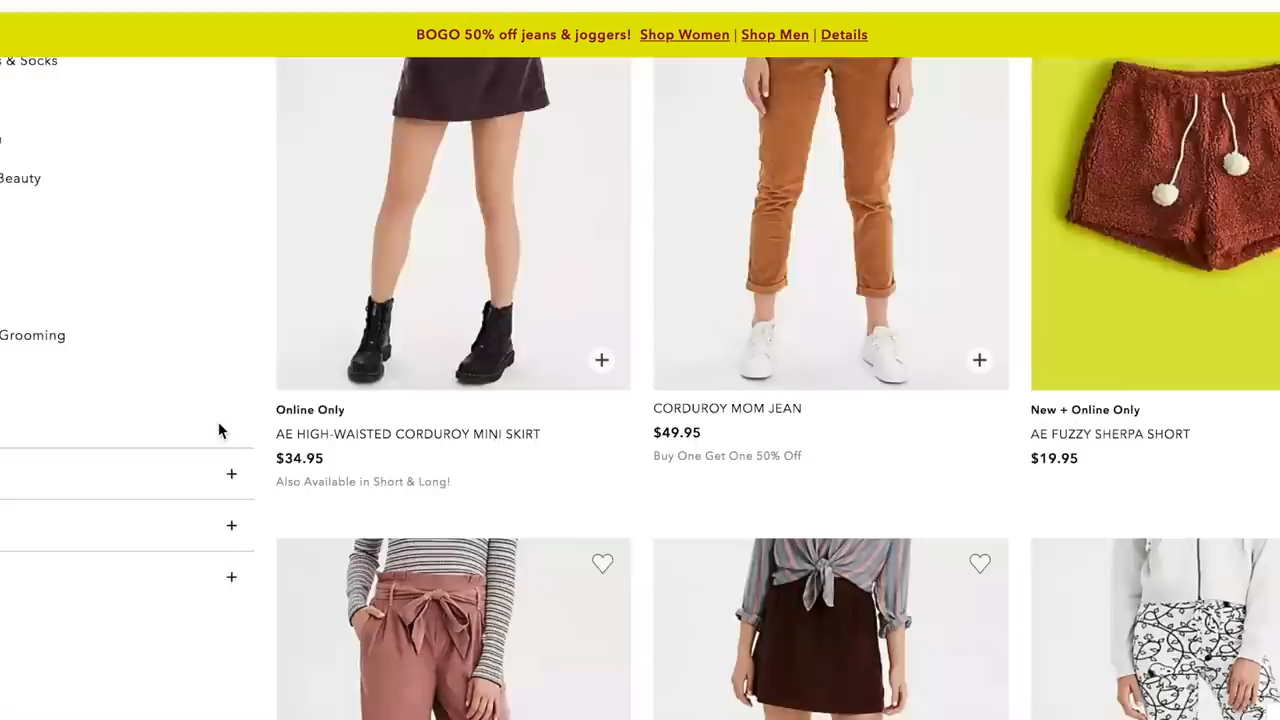 BOGO 50% off jeans & joggers! Shop Women | Shop Men | Details
& Socks
Beauty
Grooming
Online Only
AE HIGH-WAISTED CORDUROY MINI SKIRT
$34.95
Also Available in Short & Long!
CORDUROY MOM JEAN
$49.95
Buy One Get One 50% Off
New + Online Only
AE FUZZY SHERPA SHORT
$19.95